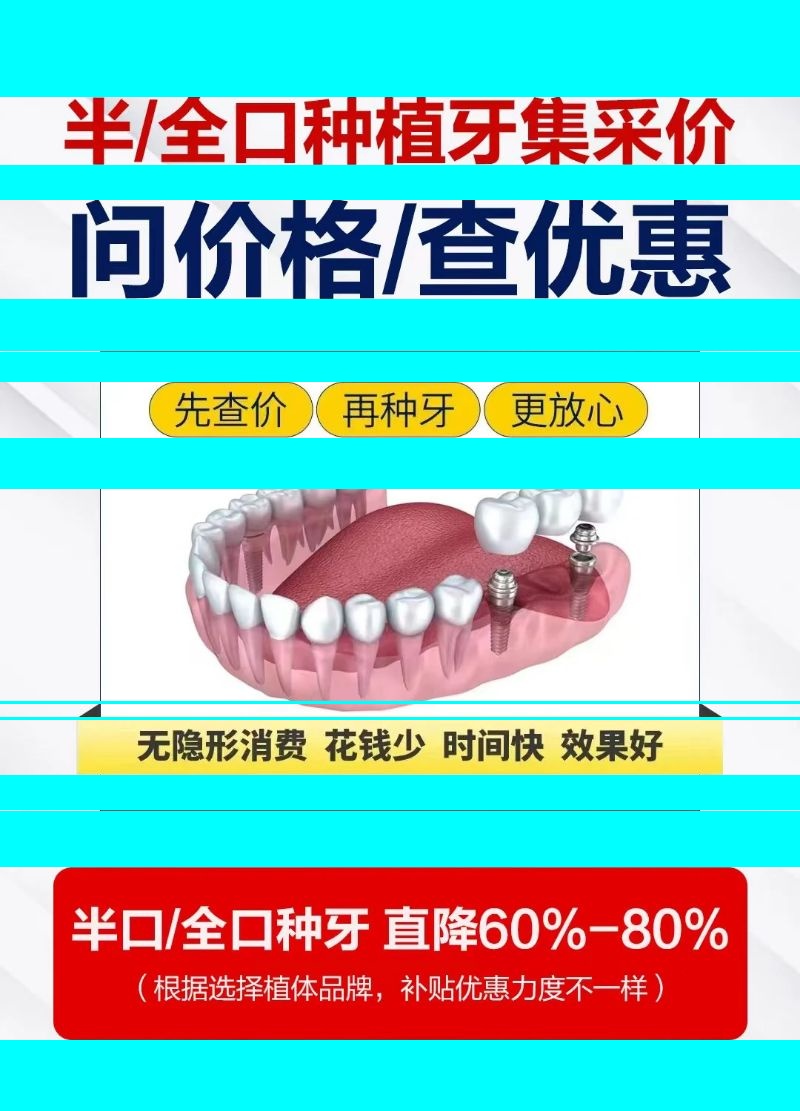 半/全口种植牙集采价
问价格/查优惠
先查价 再种牙 更放心
无隐形消费 花钱少 时间快 效果好
半口/全口种牙 直降60%-80%
（根据选择植体品牌，补贴优惠力度不一样）